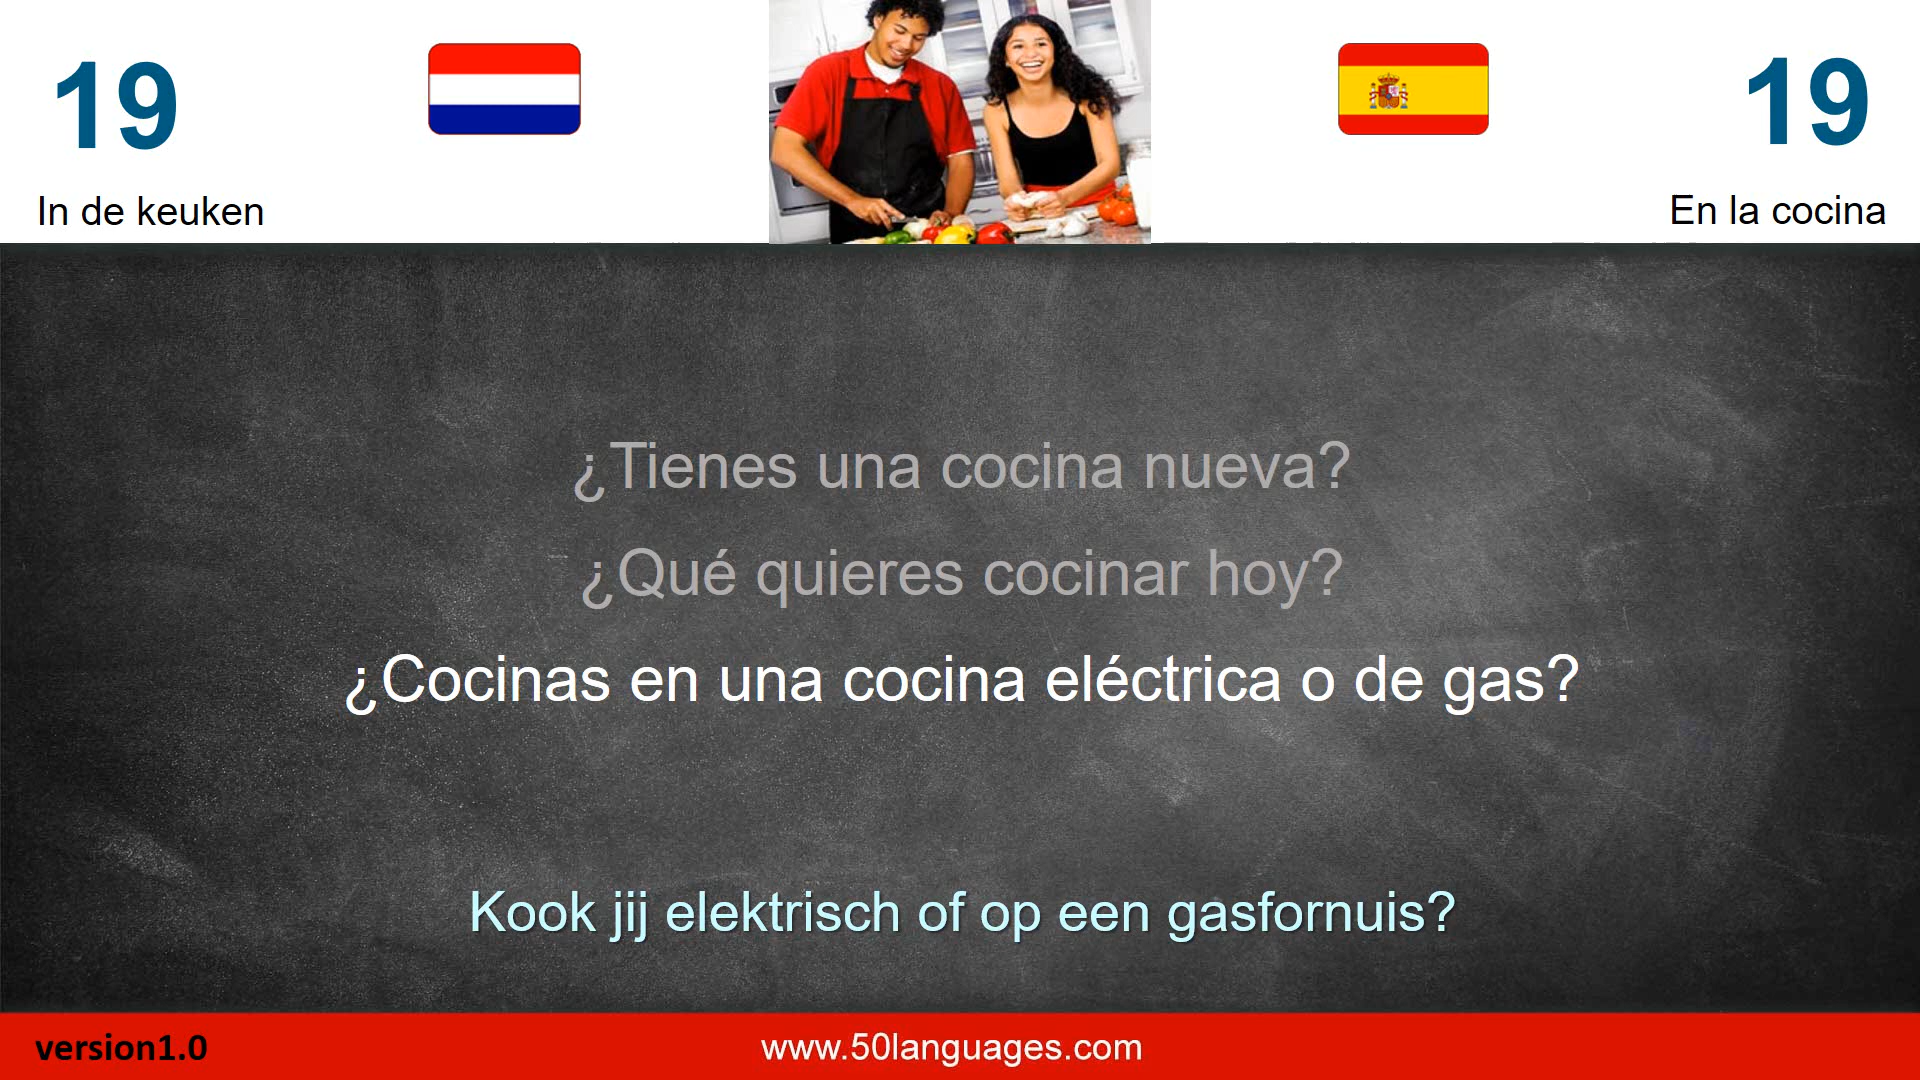 19
19
In de keuken
En la cocina
¿Tienes una cocina nueva?
¿Qué quieres cocinar hoy?
¿Cocinas en una cocina eléctrica o de gas?
Kook jij elektrisch of op een gasfornuis?
version1.0
www.50languages.com